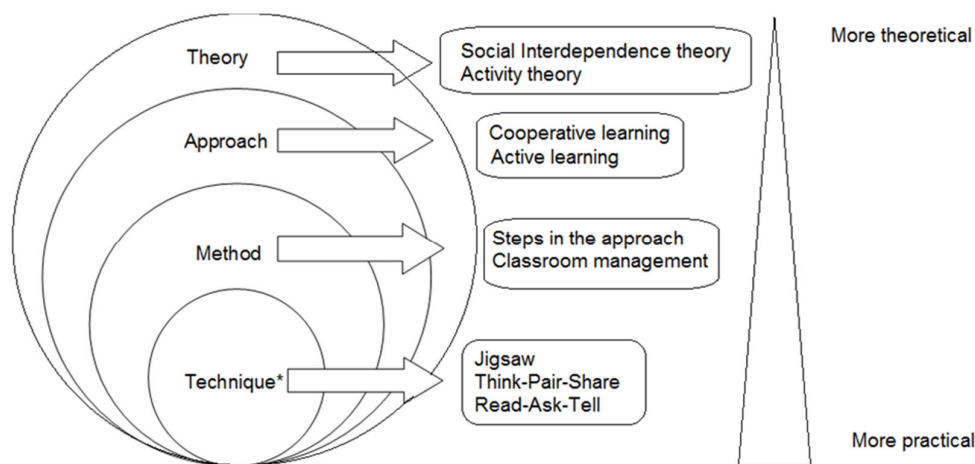 Theory
Social Interdependence theory
Activity theory
More theoretical
Approach
Cooperative learning
Active learning
Method
Steps in the approach
Classroom management
Technique*
Jigsaw
Think-Pair-Share
Read-Ask-Tell
More practical